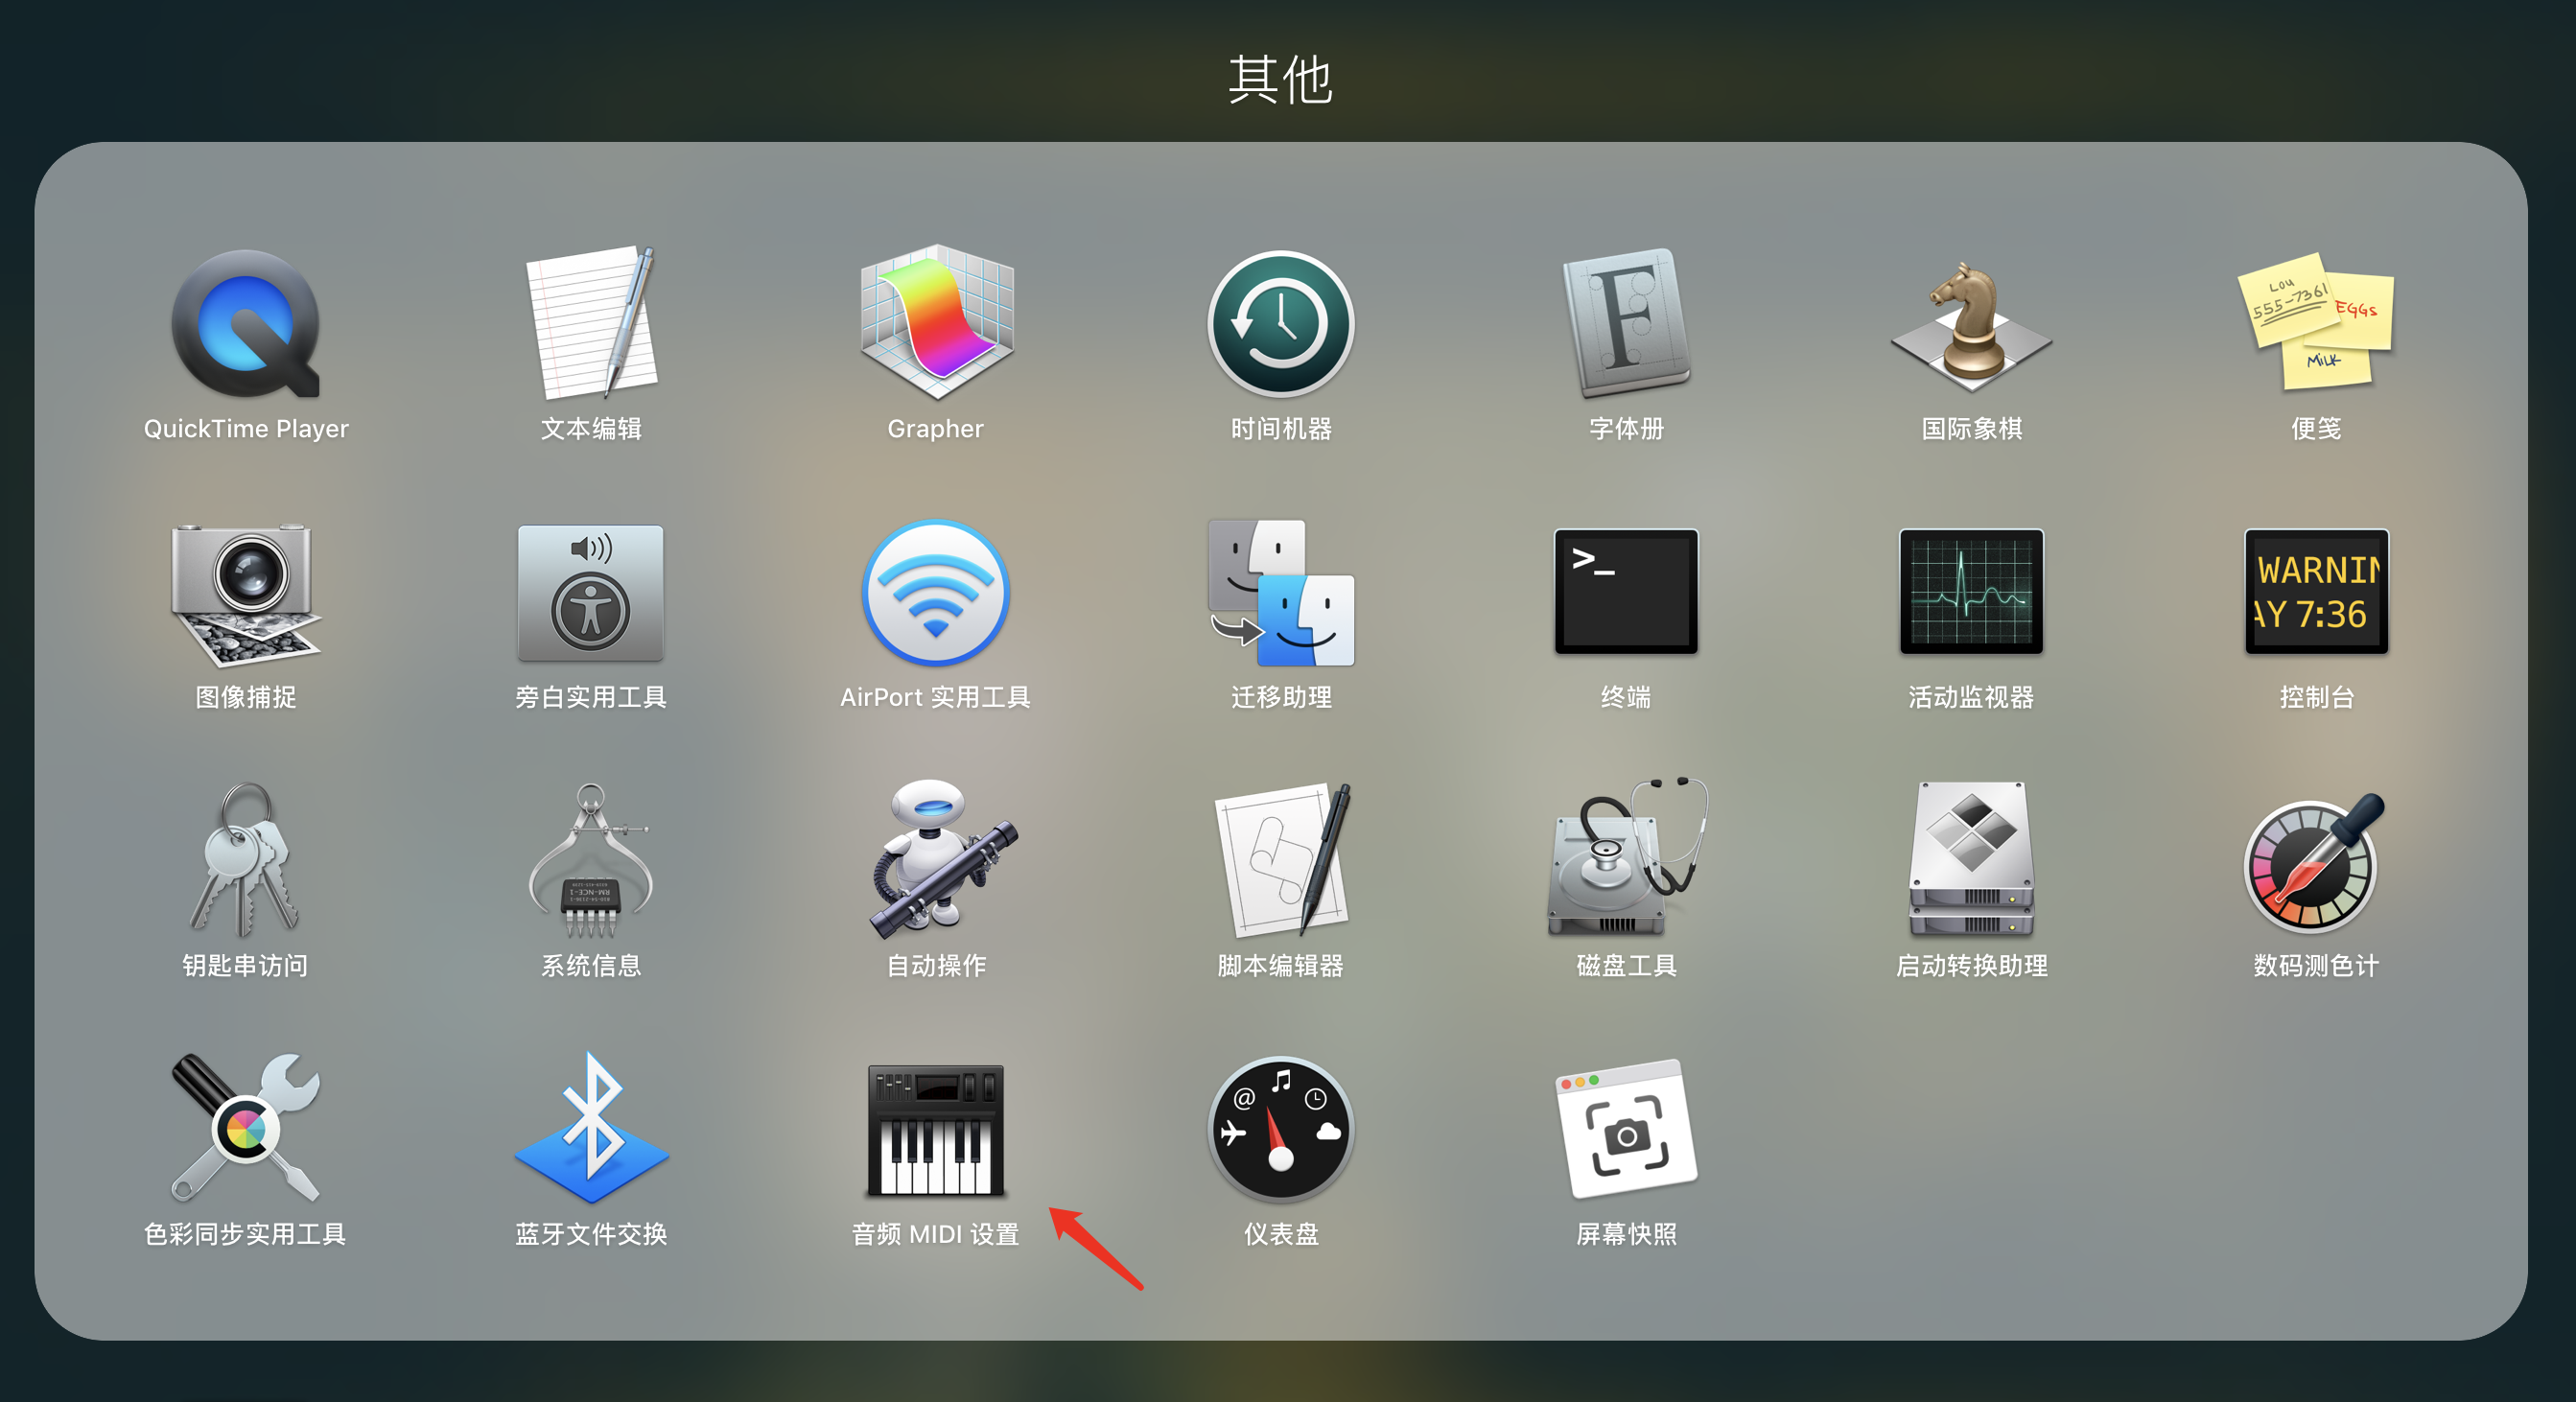 其他
QuickTime Player
文本编辑
Grapher
时间机器
字体册
国际象棋
LOU
555-7361
EGGs
MiLK
便笺
图像捕捉
旁白实用工具
AirPort 实用工具
迁移助理
>_
终端
活动监视器
WARNIN
AY 7:36
控制台
钥匙串访问
系统信息
自动操作
脚本编辑器
磁盘工具
启动转换助理
数码测色计
色彩同步实用工具
蓝牙文件交换
音频 MIDI 设置
@
仪表盘
屏幕快照